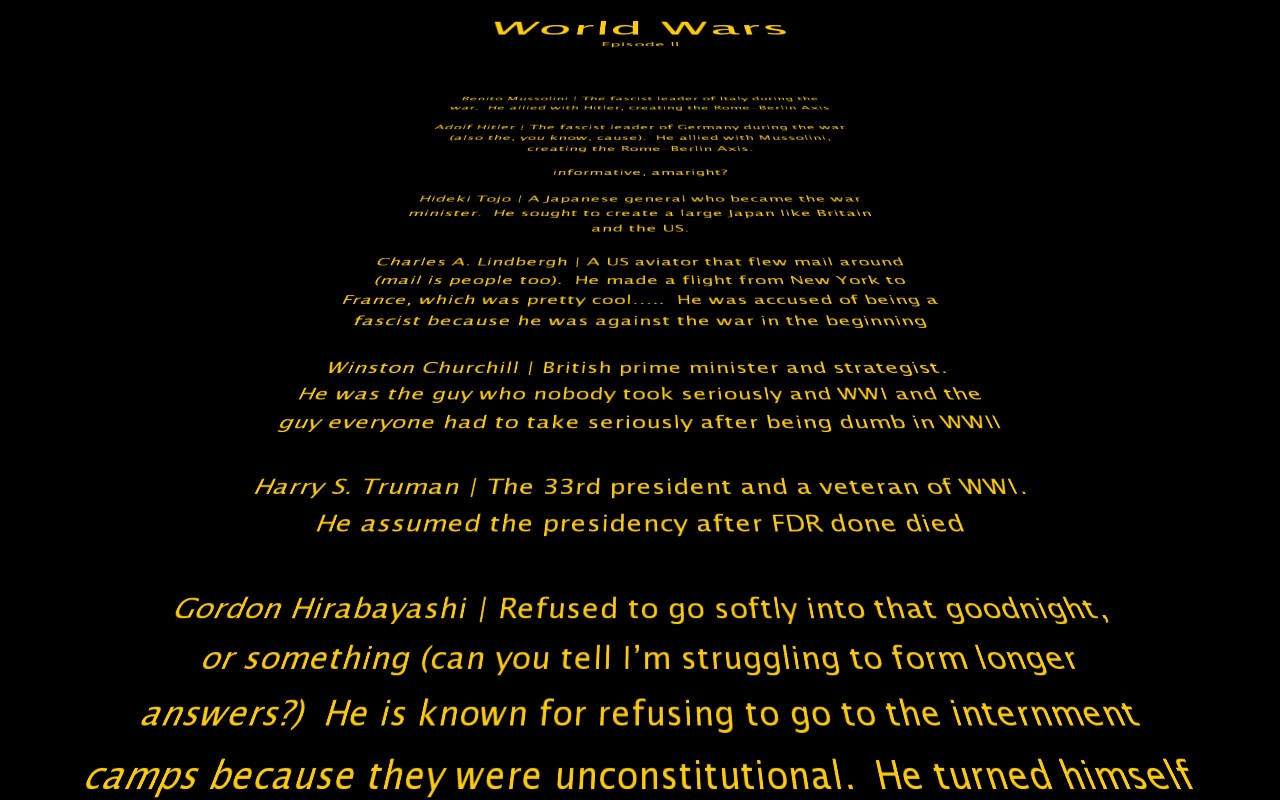 World Wars
Episode II
Benito Mussolini | The fascist leader of Italy during the
war.  He allied with Hitler, creating the Rome-Berlin Axis
Adolf Hitler | The fascist leader of Germany during the war
(also the, you know, cause).  He allied with Mussolini,
creating the Rome-Berlin Axis.
informative, amaright?
Hideki Tojo | A Japanese general who became the war
minister.  He sought to create a large Japan like Britain
and the US.
Charles A. Lindbergh | A US aviator that flew mail around
(mail is people too).  He made a flight from New York to
France, which was pretty cool.....  He was accused of being a
fascist because he was against the war in the beginning
Winston Churchill | British prime minister and strategist.
He was the guy who nobody took seriously and WWI and the
guy everyone had to take seriously after being dumb in WWII
Harry S. Truman | The 33rd president and a veteran of WWI.
He assumed the presidency after FDR done died
Gordon Hirabayashi | Refused to go softly into that goodnight,
or something (can you tell I’m struggling to form longer
answers?)  He is known for refusing to go to the internment
camps because they were unconstitutional.  He turned himself